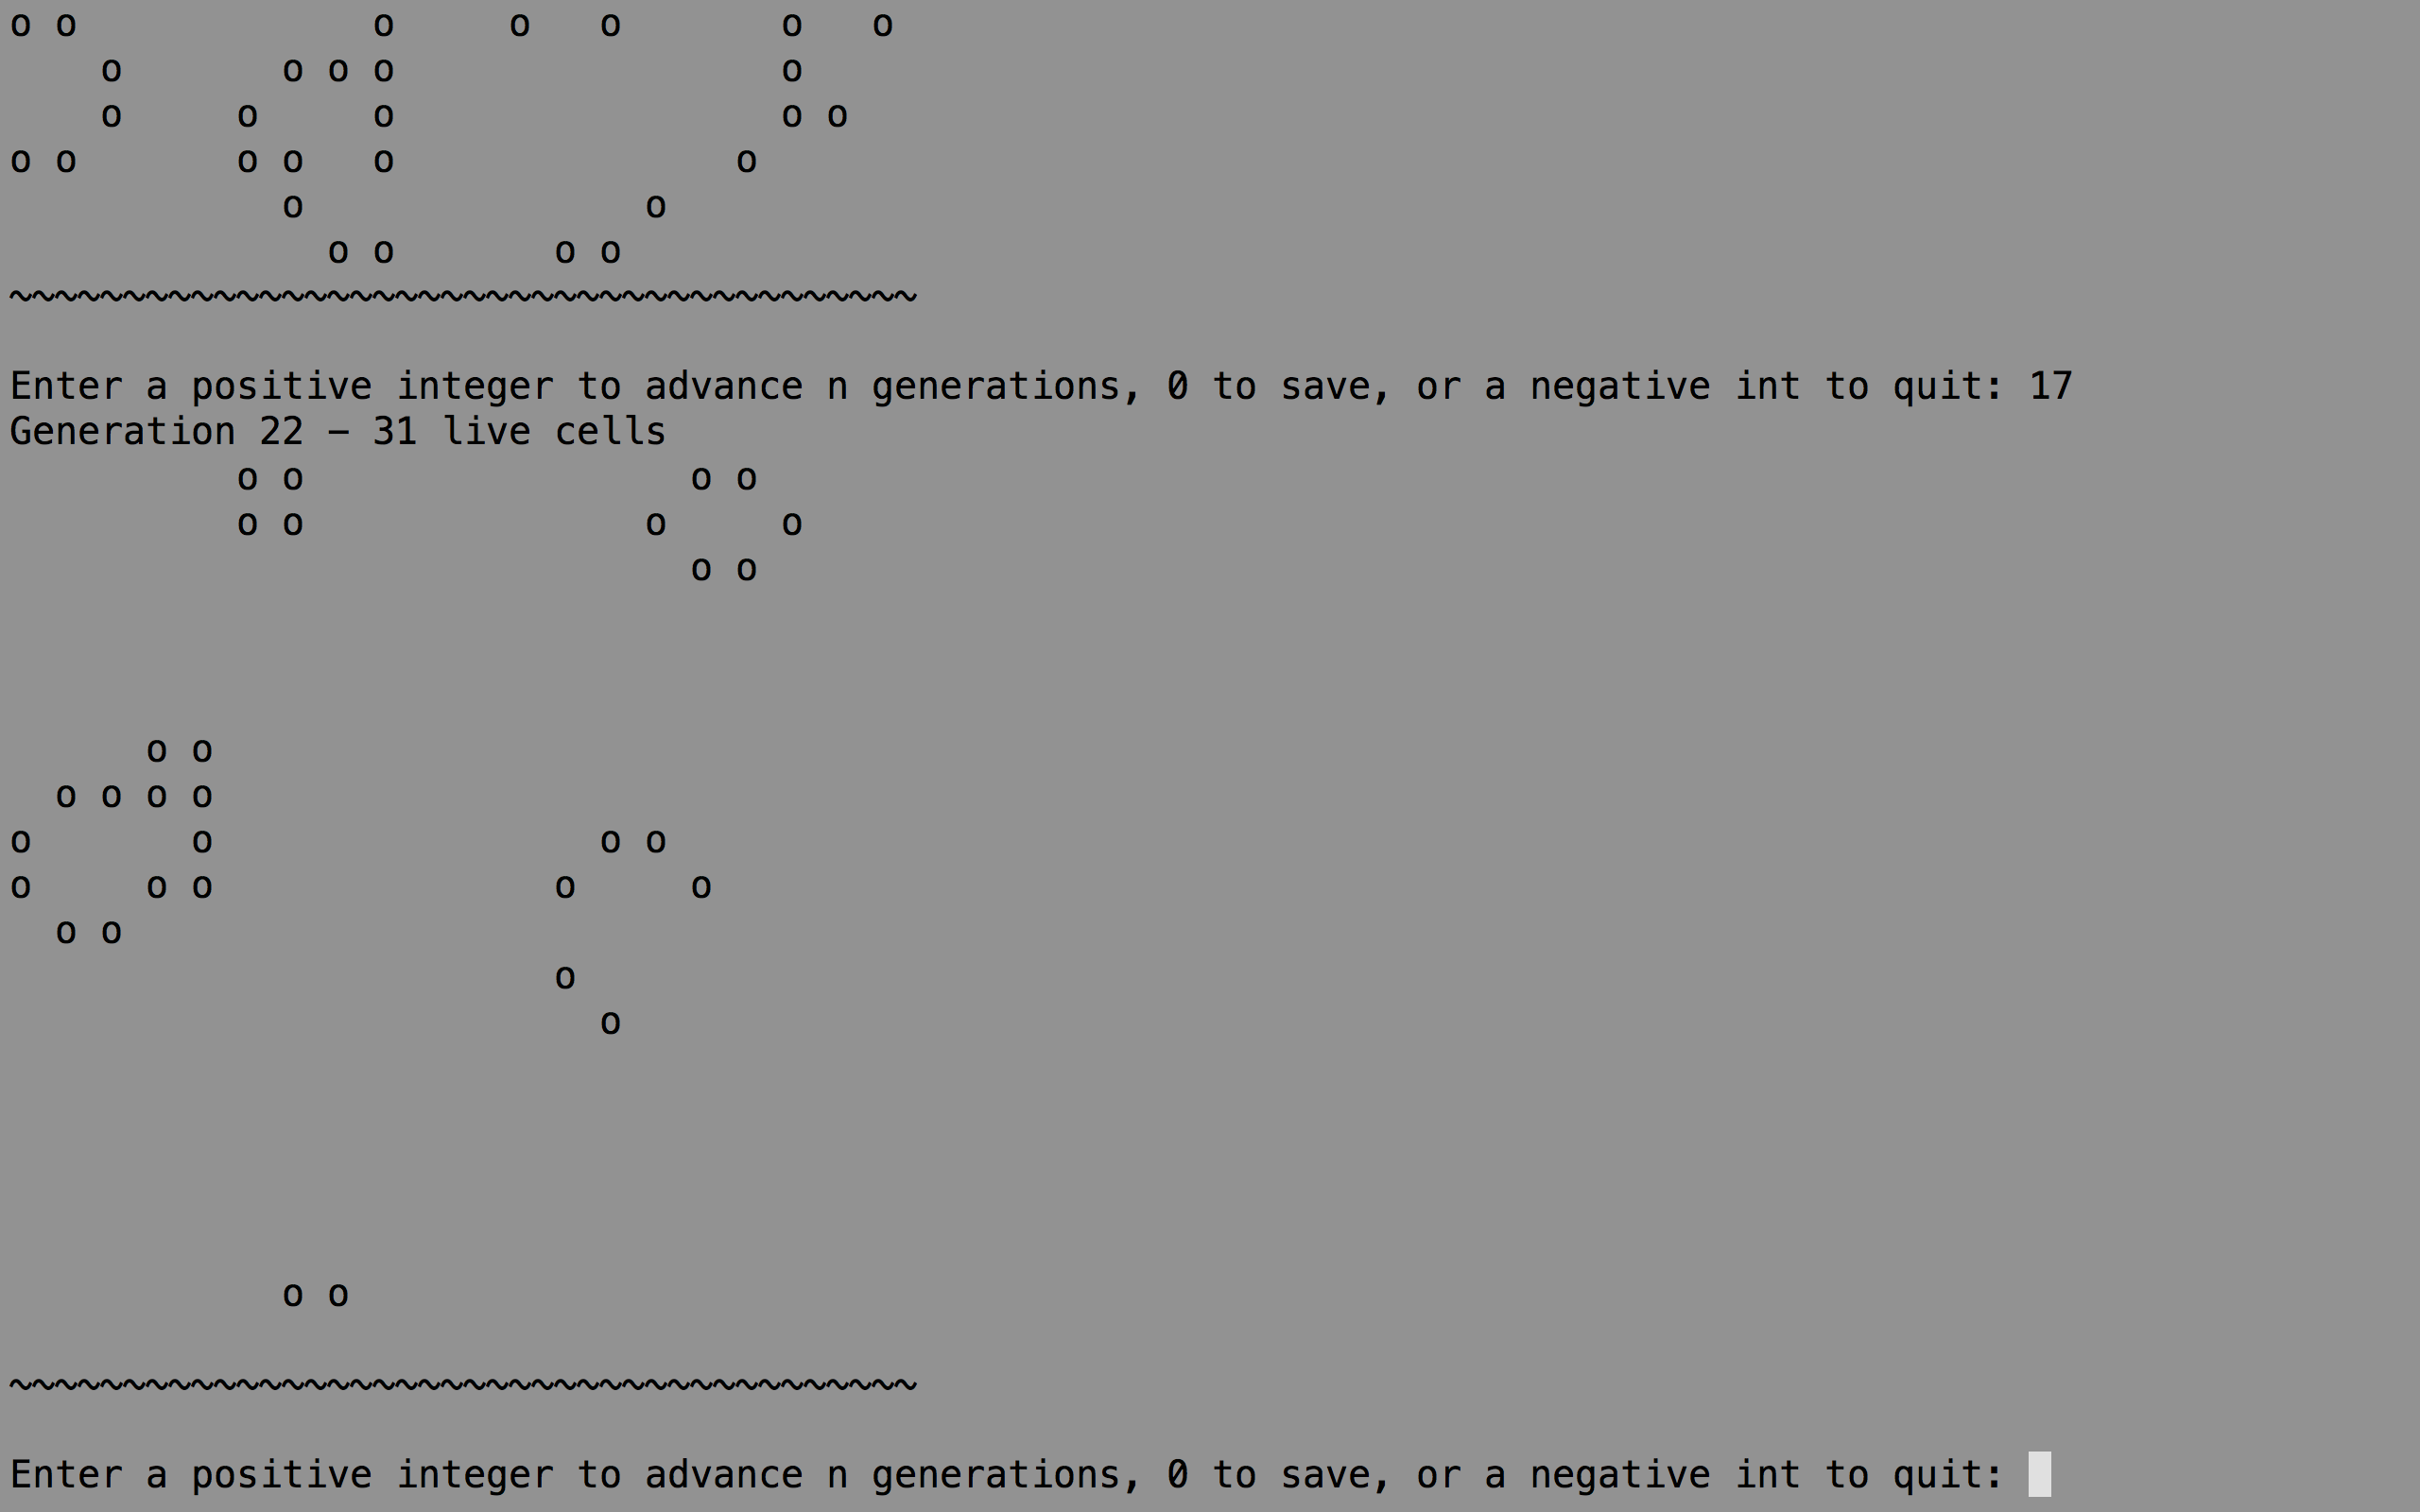 o o             o     o   o       o   o
    o       o o o                 o
    o     o     o                 o o
o o       o o   o               o
            o               o
              o o       o o
~~~~~~~~~~~~~~~~~~~~~~~~~~~~~~~~~~~~~~~~
Enter a positive integer to advance n generations, 0 to save, or a negative int to quit: 17
Generation 22 - 31 live cells
          o o                 o o
          o o               o     o
                              o o
      o o
  o o o o
o       o                 o o
o     o o               o     o
  o o
                        o
                          o
            o o
~~~~~~~~~~~~~~~~~~~~~~~~~~~~~~~~~~~~~~~~
Enter a positive integer to advance n generations, 0 to save, or a negative int to quit: